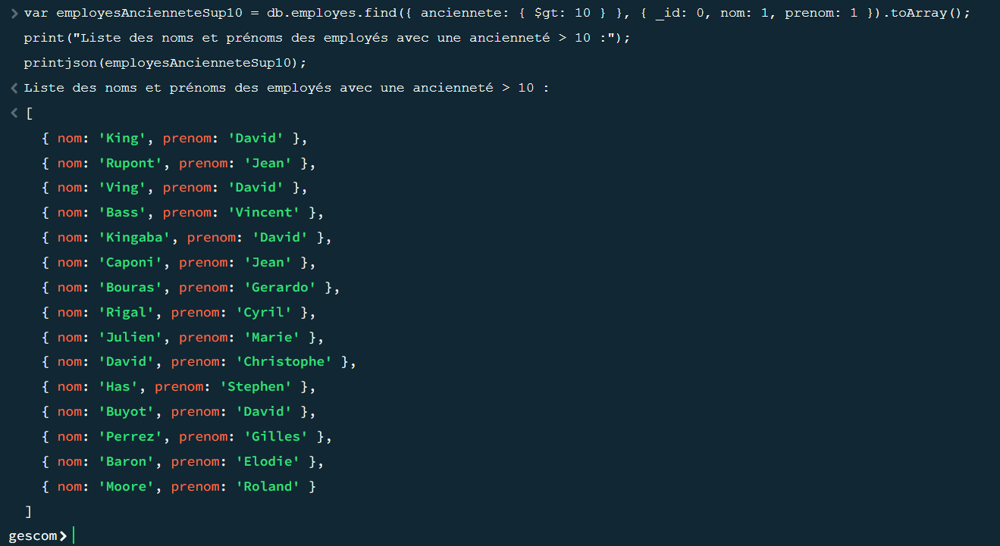 > var employesAncienneteSup10 = db.employes.find({ anciennete: { $gt: 10 } }, { _id: 0, nom: 1, prenom: 1 }).toArray();
print("Liste des noms et prénoms des employés avec une ancienneté > 10 :");
printjson(employesAncienneteSup10);
< Liste des noms et prénoms des employés avec une ancienneté > 10 :
< [
{ nom: 'King', prenom: 'David' },
{ nom: 'Rupont', prenom: 'Jean' },
{ nom: 'Ving', prenom: 'David' },
{ nom: 'Bass', prenom: 'Vincent' },
{ nom: 'Kingaba', prenom: 'David' },
{ nom: 'Caponi', prenom: 'Jean' },
{ nom: 'Bouras', prenom: 'Gerardo' },
{ nom: 'Rigal', prenom: 'Cyril' },
{ nom: 'Julien', prenom: 'Marie' },
{ nom: 'David', prenom: 'Christophe' },
{ nom: 'Has', prenom: 'Stephen' },
{ nom: 'Buyot', prenom: 'David' },
{ nom: 'Perrez', prenom: 'Gilles' },
{ nom: 'Baron', prenom: 'Elodie' },
{ nom: 'Moore', prenom: 'Roland' }
]
gescom>